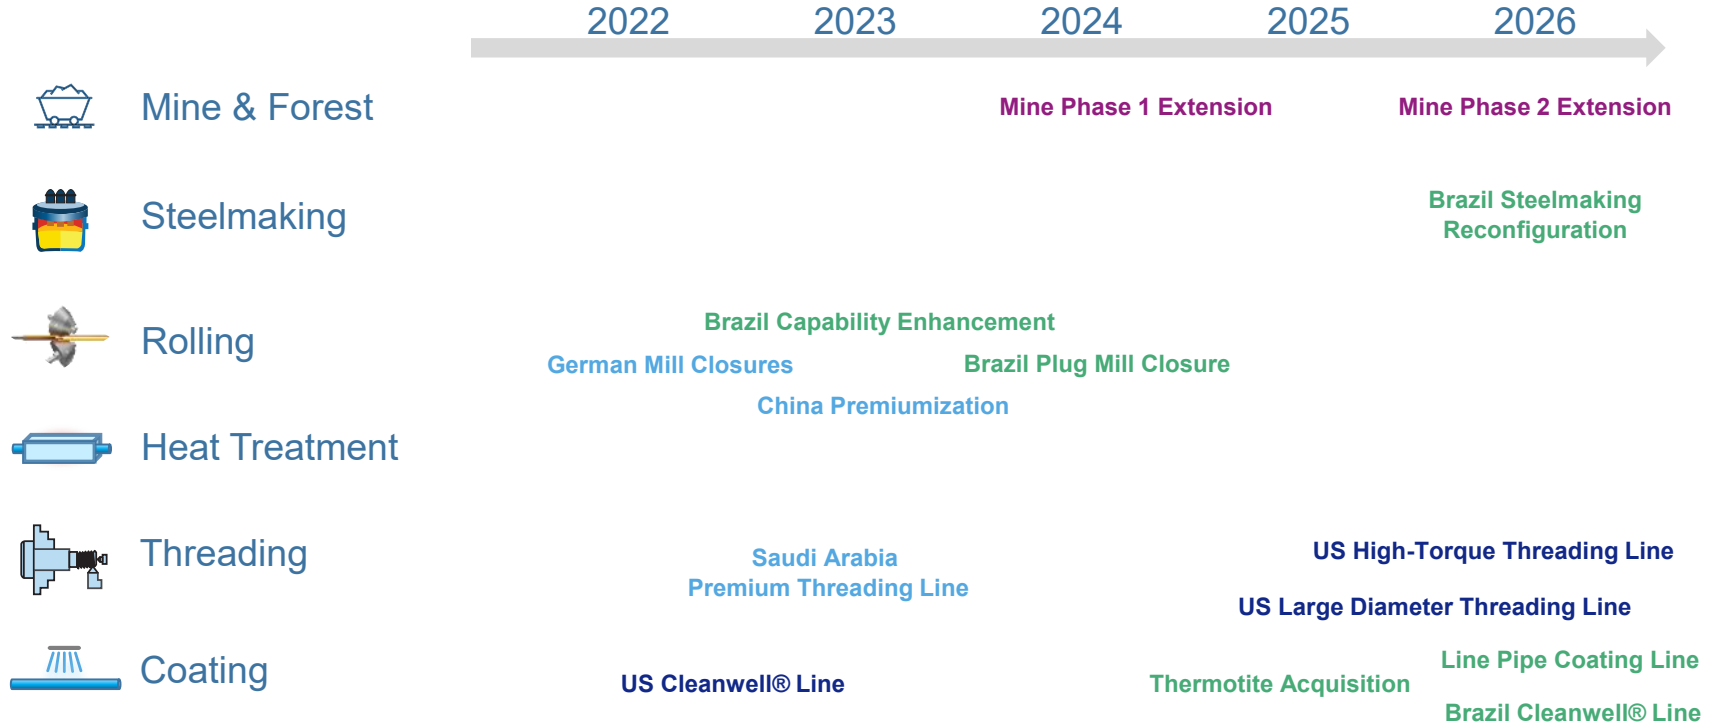 2022 2023 2024 2025 2026
Mine & Forest
Mine Phase 1 Extension
Mine Phase 2 Extension
Steelmaking
Brazil Steelmaking
Reconfiguration
Rolling
Brazil Capability Enhancement
German Mill Closures
Brazil Plug Mill Closure
China Premiumization
Heat Treatment
Threading
Saudi Arabia
Premium Threading Line
US High-Torque Threading Line
US Large Diameter Threading Line
Coating
US Cleanwell® Line
Thermotite Acquisition
Line Pipe Coating Line
Brazil Cleanwell® Line